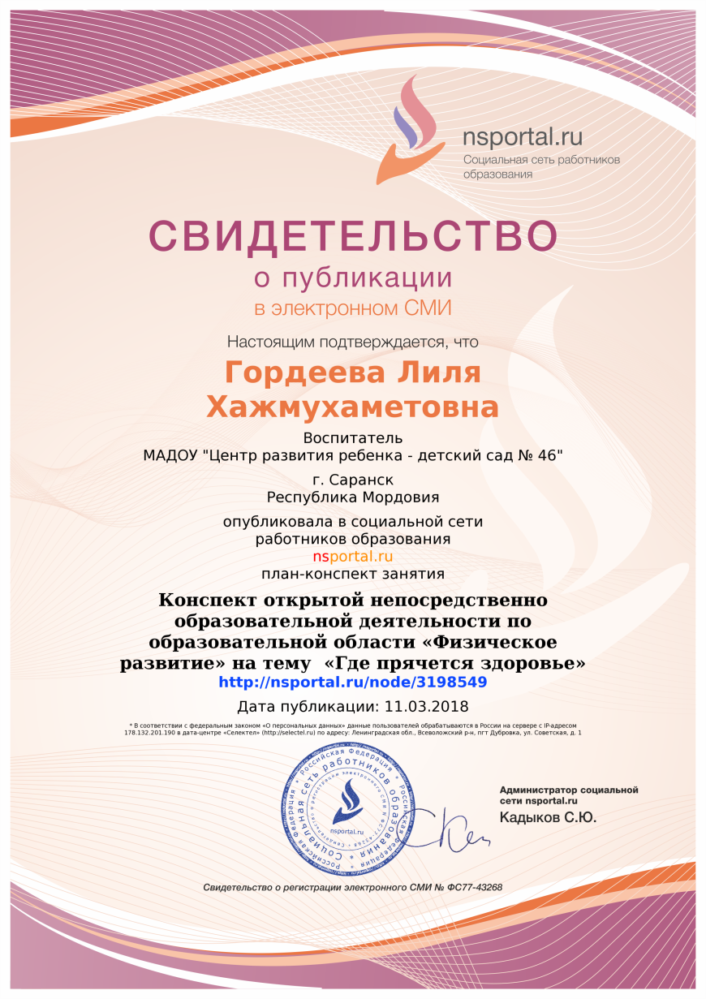 nsportal.ru
Социальная сеть работников
образования
СВИДЕТЕЛЬСТВО
о публикации
в электронном СМИ
Настоящим подтверждается, что
Гордеева Лиля
Хажмухаметовна
Воспитатель
МАДОУ "Центр развития ребенка - детский сад № 46"
г. Саранск
Республика Мордовия
опубликовала в социальной сети
работников образования
nsportal.ru
план-конспект занятия
Конспект открытой непосредственно
образовательной деятельности по
образовательной области «Физическое
развитие» на тему «Где прячется здоровье»
http://nsportal.ru/node/3198549
Дата публикации: 11.03.2018
* В соответствии с федеральным законом «О персональных данных» данные пользователей обрабатываются в России на сервере с IP-адресом
178.132.201.190 в дата-центре «Селектел» (http://selectel.ru) по адресу: Ленинградская обл., Всеволожский р-н, пгт Дубровка, ул. Советская, д. 1
Российская Федерация * Российская Федерация *
Социальная сеть работников образования *
nsportal.ru
Администратор социальной
сети nsportal.ru
Кадыков С.Ю.
Свидетельство о регистрации электронного СМИ № ФС77-43268